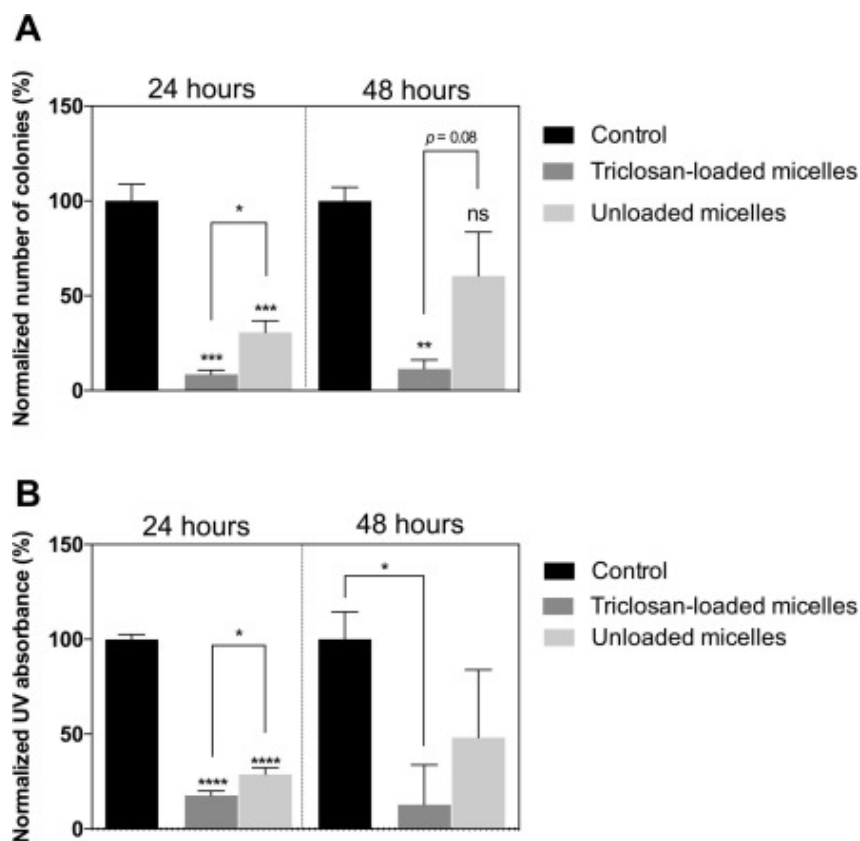 A
Normalized number of colonies (%)
24 hours
48 hours
150
100
50
0
*
***
***
p = 0.08
ns
**
Control
Triclosan-loaded micelles
Unloaded micelles
B
Normalized UV absorbance (%)
24 hours
48 hours
150
100
50
0
*
****
****
*
Control
Triclosan-loaded micelles
Unloaded micelles